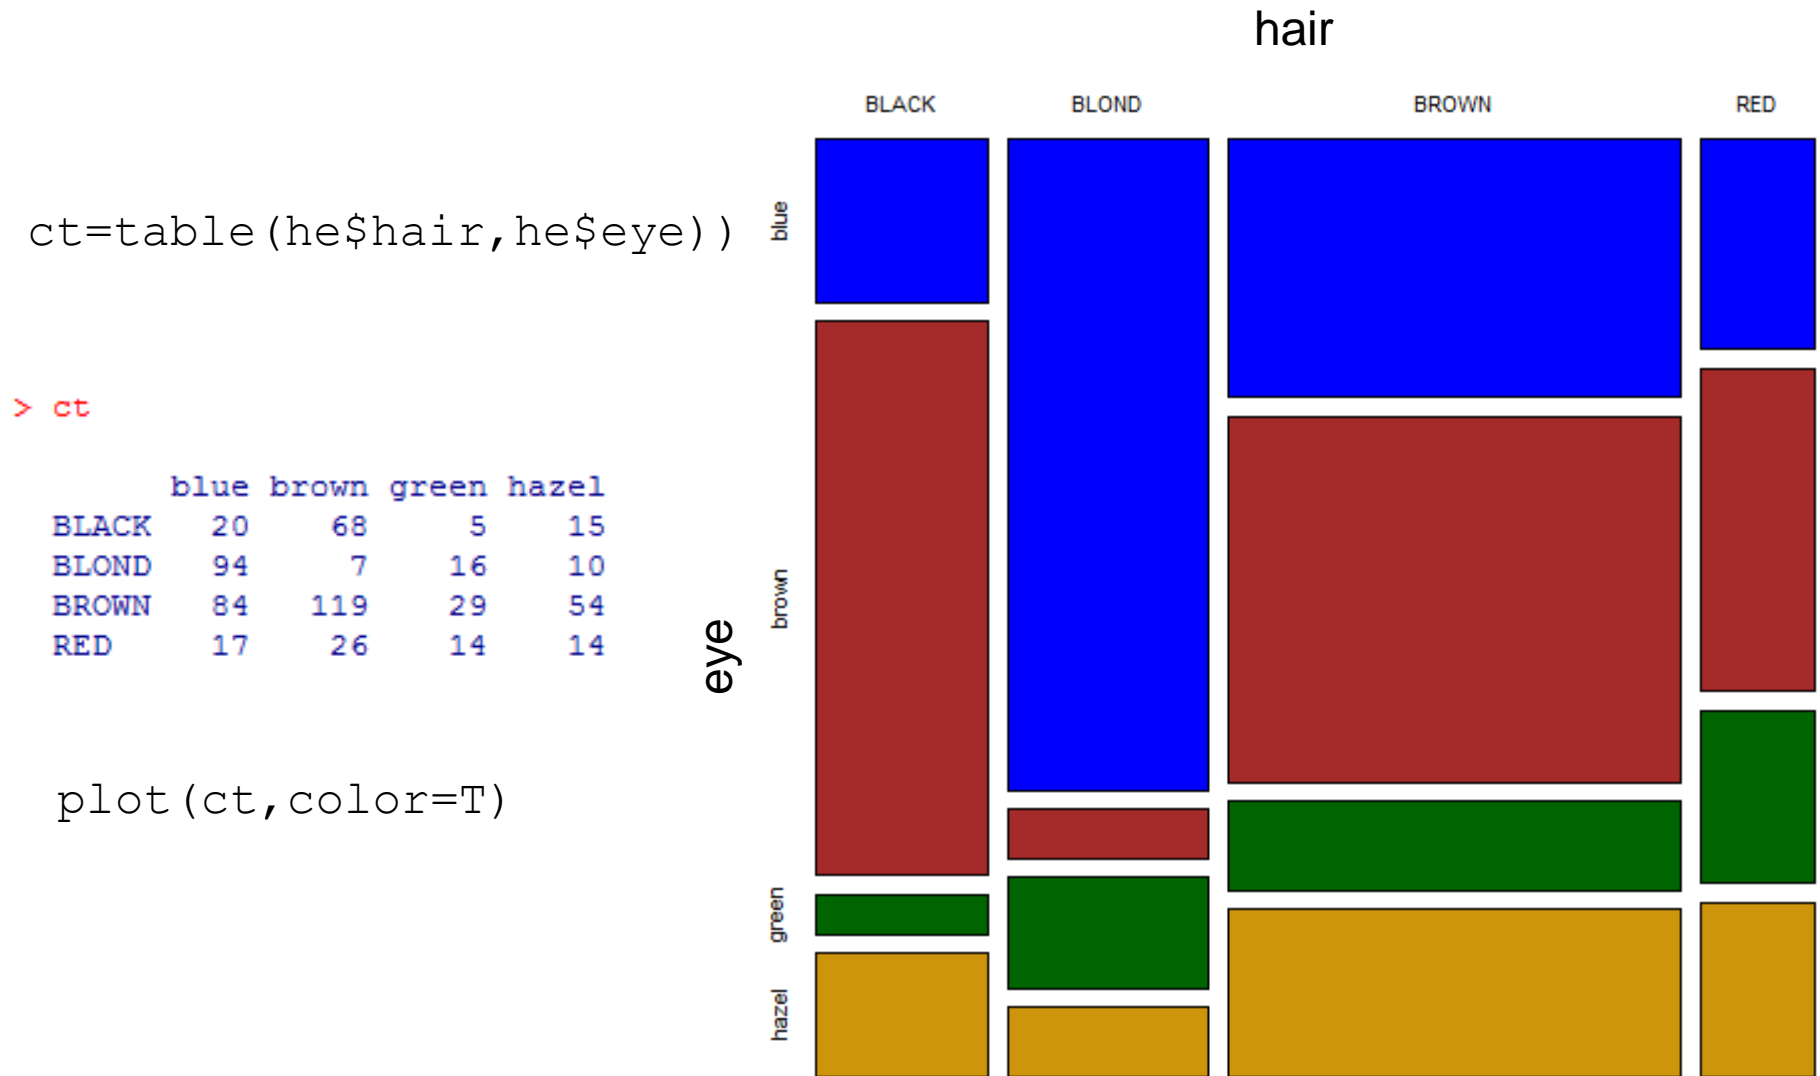 ct=table(he$hair,he$eye))
> ct
blue brown green hazel
BLACK 20 68 5 15
BLOND 94 7 16 10
BROWN 84 119 29 54
RED 17 26 14 14
plot(ct,color=T)
hair
BLACK BLOND BROWN RED
eye
blue
brown
green
hazel